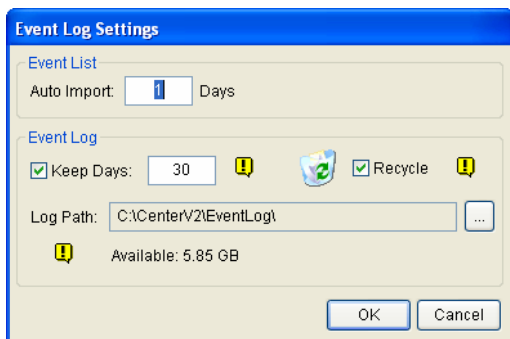 Event Log Settings
Event List
Auto Import: 1 Days
Event Log
Keep Days: 30 ! Recycle !
Log Path: C:\CenterV2\EventLog\ ...
! Available: 5.85 GB
OK Cancel